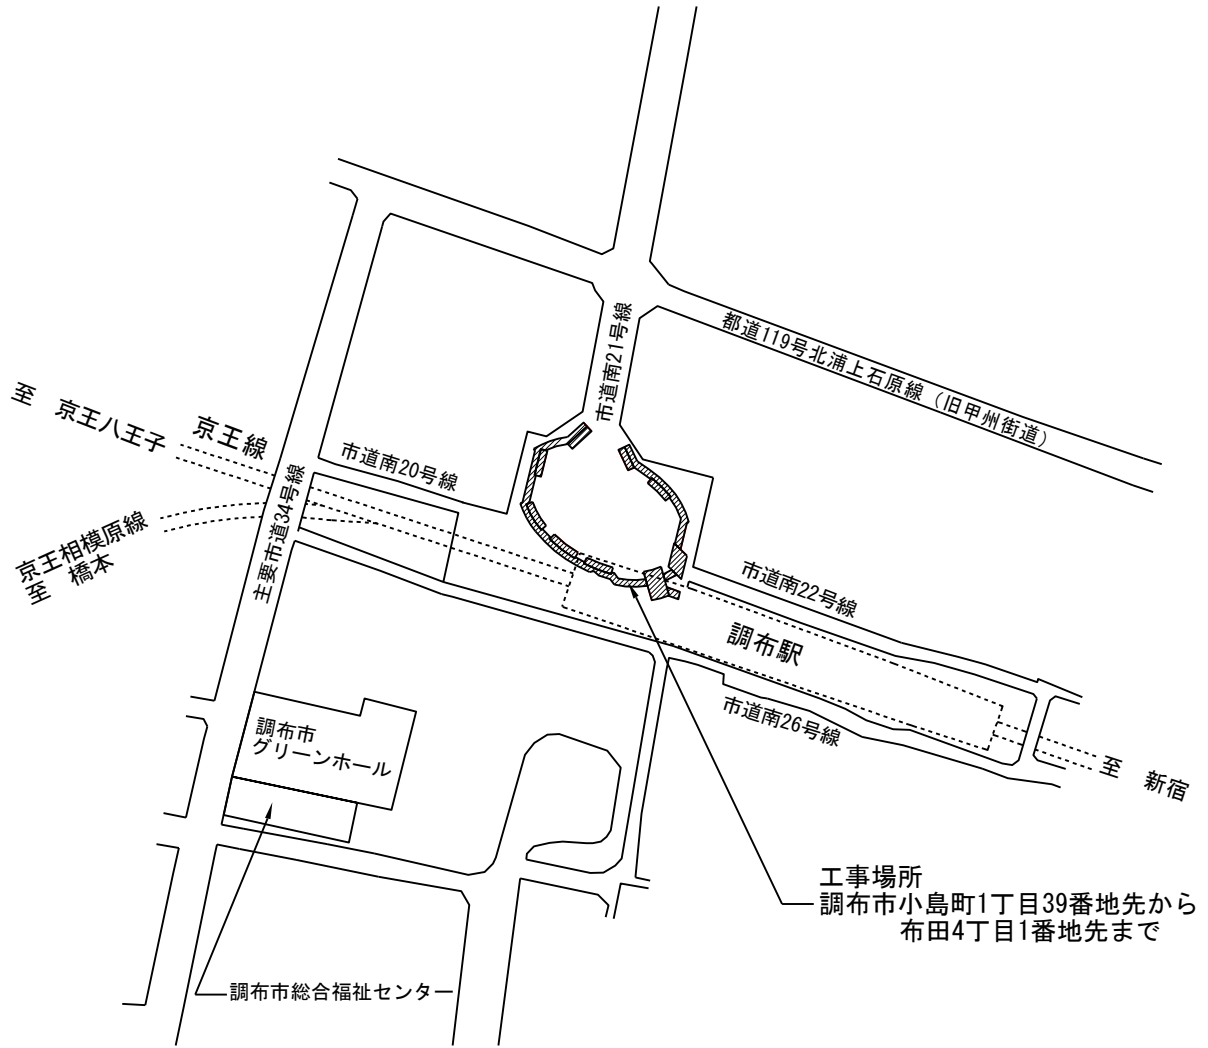 都道119号北浦上石原線（旧甲州街道）
市道南21号線
至　京王八王子
京王線
市道南20号線
主要市道34号線
京王相模原線
至　橋本
市道南22号線
調布駅
市道南26号線
至　新宿
調布市
グリーンホール
工事場所
調布市小島町1丁目39番地先から
布田4丁目1番地先まで
調布市総合福祉センター